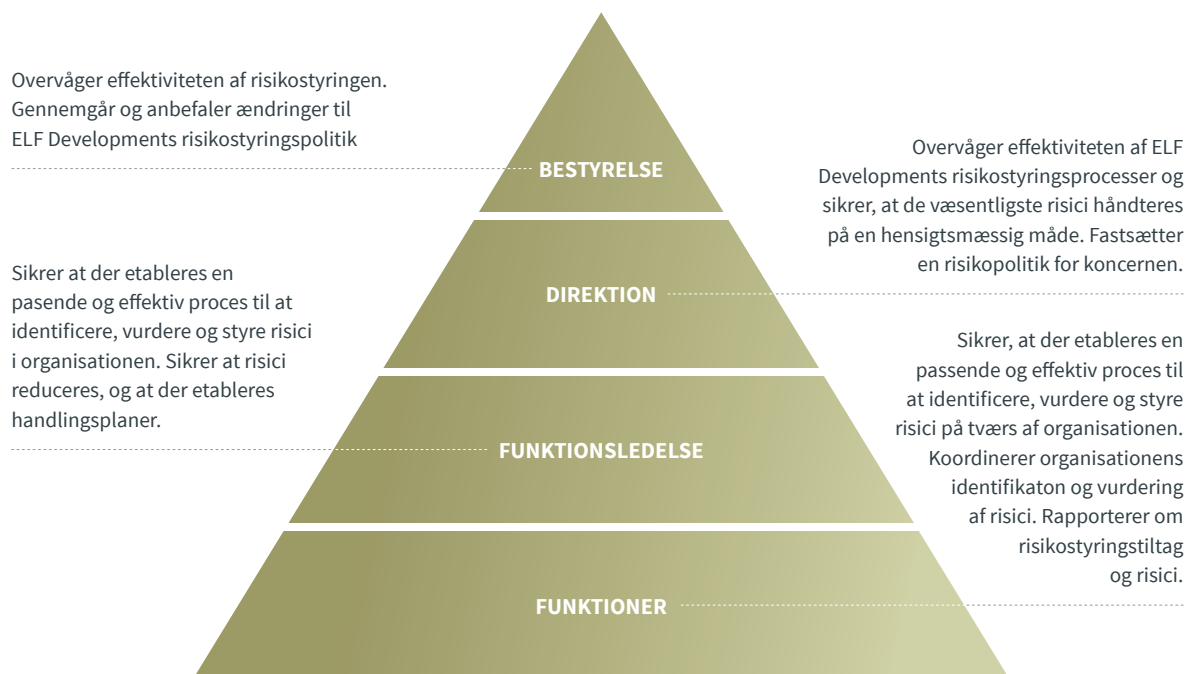 Overvåger effektiviteten af risikostyringen.
Gennemgår og anbefaler ændringer til
ELF Developments risikostyringspolitik
BESTYRELSE
Overvåger effektiviteten af ELF
Developments risikostyringsprocesser og
sikrer, at de væsentligste risici håndteres
på en hensigtsmæssig måde. Fastsætter
en risikopolitik for koncernen.
DIREKTION
Sikrer at der etableres en
pasende og effektiv proces til at
identificere, vurdere og styre risici
i organisationen. Sikrer at risici
reduceres, og at der etableres
handlingsplaner.
FUNKTIONSLEDELSE
Sikrer, at der etableres en
passende og effektiv proces til
at identificere, vurdere og styre
risici på tværs af organisationen.
Koordinerer organisationens
identifikaton og vurdering
af risici. Rapporterer om
risikostyringstiltag
og risici.
FUNKTIONER